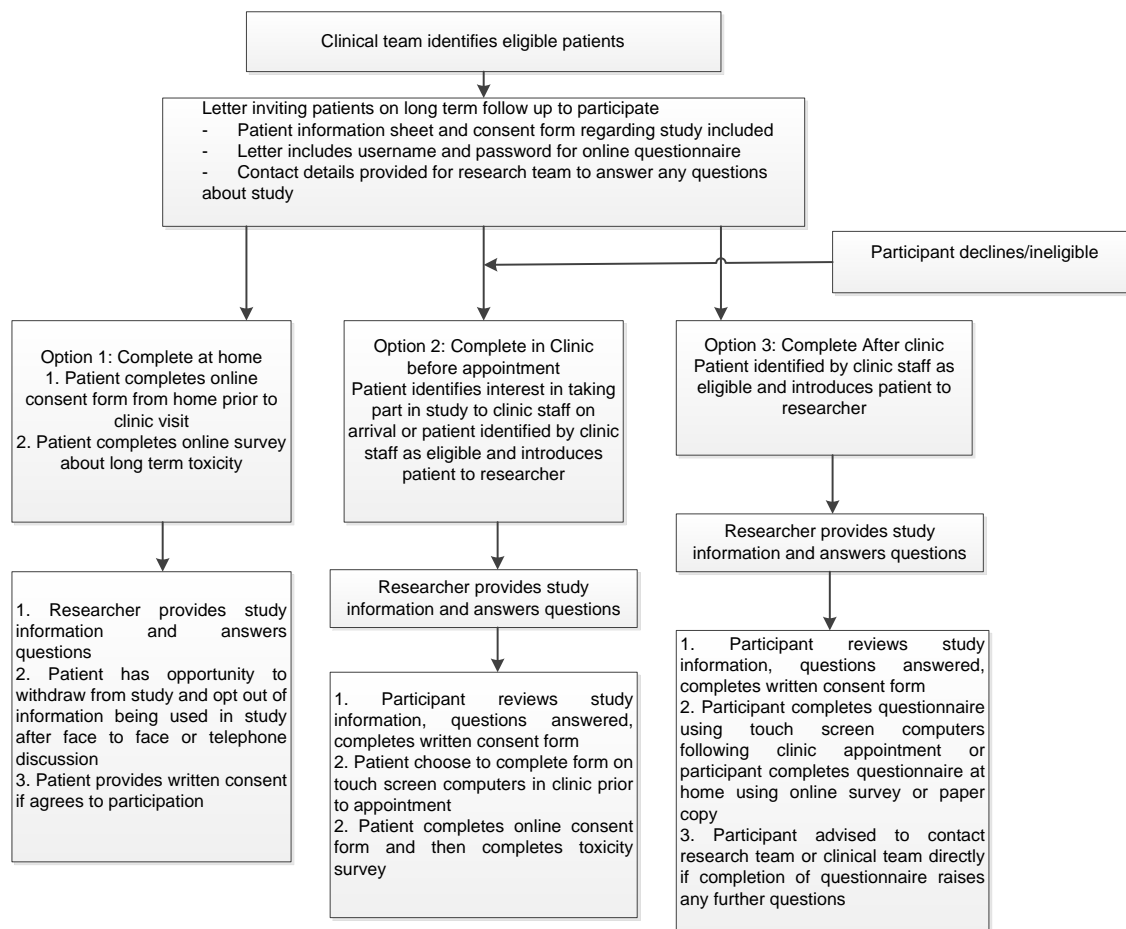 Clinical team identifies eligible patients
Letter inviting patients on long term follow up to participate
- Patient information sheet and consent form regarding study included
- Letter includes username and password for online questionnaire
- Contact details provided for research team to answer any questions
about study
Participant declines/ineligible
Option 1: Complete at home
1. Patient completes online
consent form from home prior to
clinic visit
2. Patient completes online survey
about long term toxicity
Option 2: Complete in Clinic
before appointment
Patient identifies interest in taking
part in study to clinic staff on
arrival or patient identified by clinic
staff as eligible and introduces
patient to researcher
Option 3: Complete After clinic
Patient identified by clinic staff as
eligible and introduces patient to
researcher
Researcher provides study
information and answers questions
1. Researcher provides study
information and answers
questions
2. Patient has opportunity to
withdraw from study and opt out of
information being used in study
after face to face or telephone
discussion
3. Patient provides written consent
if agrees to participation
Researcher provides study
information and answers questions
1. Participant reviews study
information, questions answered,
completes written consent form
2. Patient choose to complete form on
touch screen computers in clinic prior
to appointment
2. Patient completes online consent
form and then completes toxicity
survey
1. Participant reviews study
information, questions answered,
completes written consent form
2. Participant completes questionnaire
using touch screen computers
following clinic appointment or
participant completes questionnaire at
home using online survey or paper
copy
3. Participant advised to contact
research team or clinical team directly
if completion of questionnaire raises
any further questions